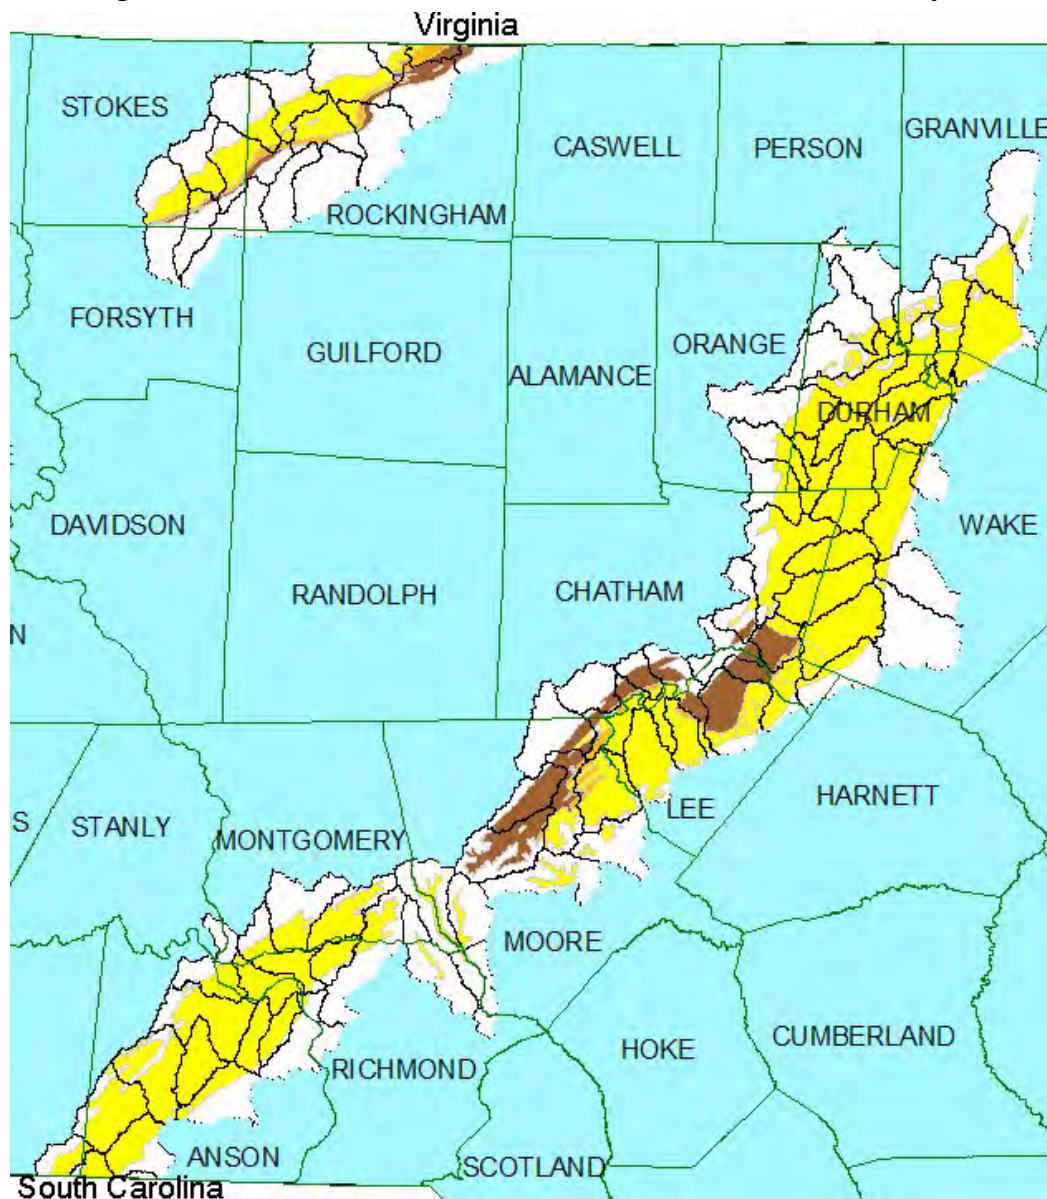 Virginia
STOKES
GRANVILLE
CASWELL
PERSON
ROCKINGHAM
FORSYTH
GUILFORD
ORANGE
ALAMANCE
DURHAM
DAVIDSON
WAKE
RANDOLPH
CHATHAM
N
HARNETT
LEE
S
STANLY
MONTGOMERY
MOORE
CUMBERLAND
HOKE
RICHMOND
ANSON
SCOTLAND
South Carolina